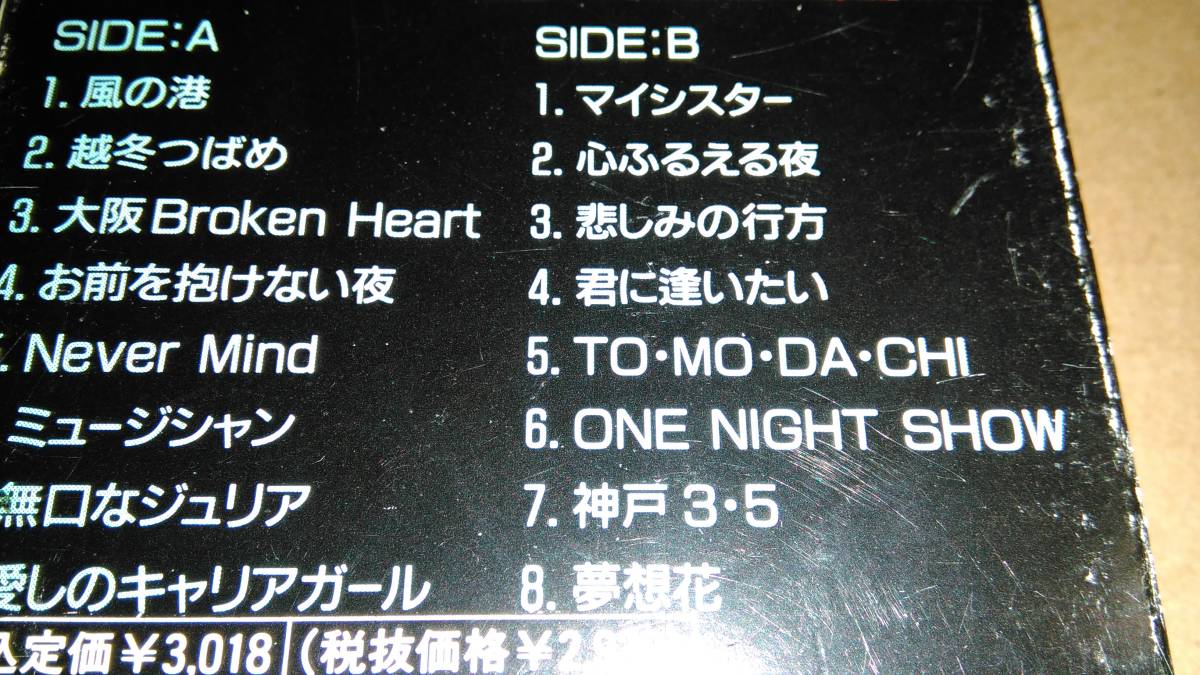 SIDE:A
1. 風の港
2. 越冬つばめ
3. 大阪Broken Heart
4. お前を抱けない夜
Never Mind
ミュージシャン
無口なジュリア
愛しのキャリアガール
SIDE:B
1. マイシスター
2. 心ふるえる夜
3. 悲しみの行方
4. 君に逢いたい
5. TO・MO・DA・CHI
6. ONE NIGHT SHOW
7. 神戸3・5
8. 夢想花
込定価¥3,018 (税抜価格¥2,9